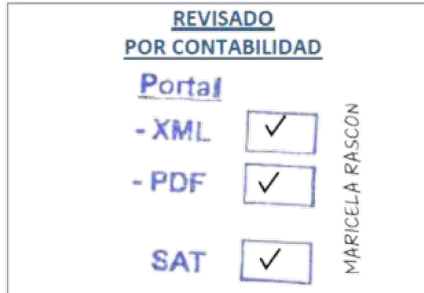 REVISADO
POR CONTABILIDAD
Portal
- XML ✓
- PDF ✓
SAT ✓
MARICELA RASCON